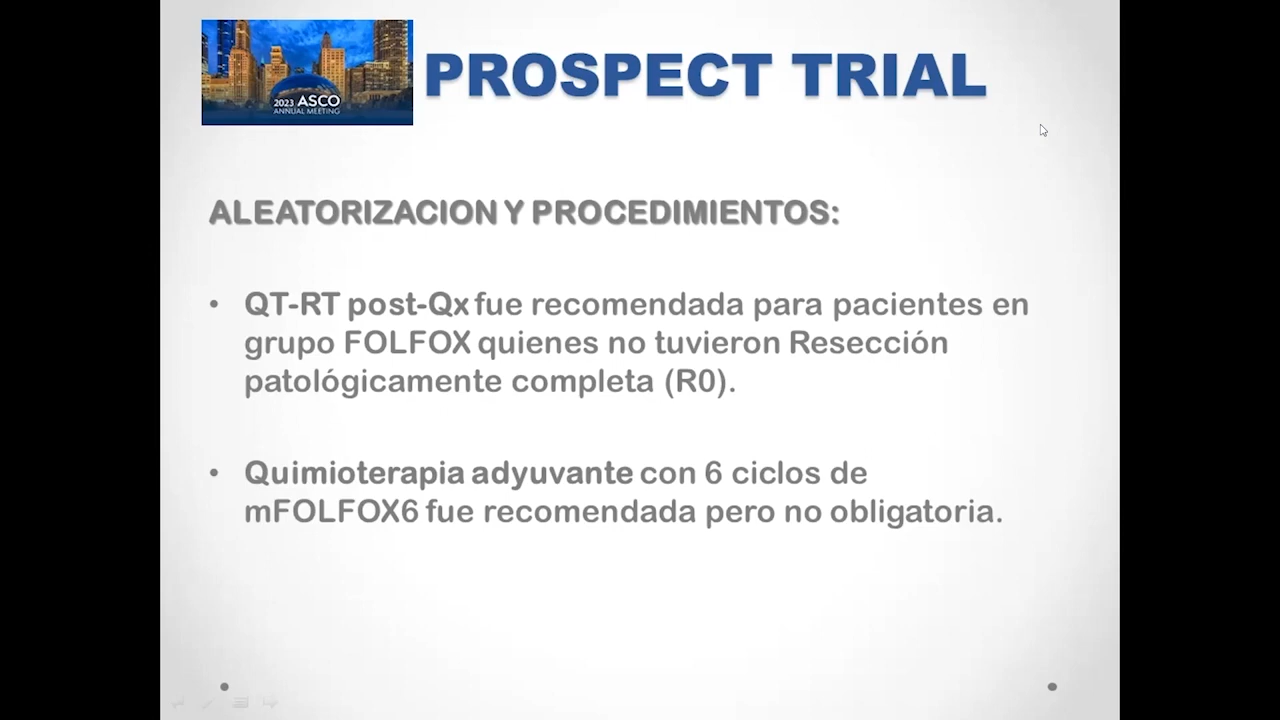 2023 ASCO
ANNUAL MEETING
PROSPECT TRIAL
ALEATORIZACION Y PROCEDIMIENTOS:
• QT-RT post-Qx fue recomendada para pacientes en
grupo FOLFOX quienes no tuvieron Resección
patológicamente completa (R0).
• Quimioterapia adyuvante con 6 ciclos de
mFOLFOX6 fue recomendada pero no obligatoria.